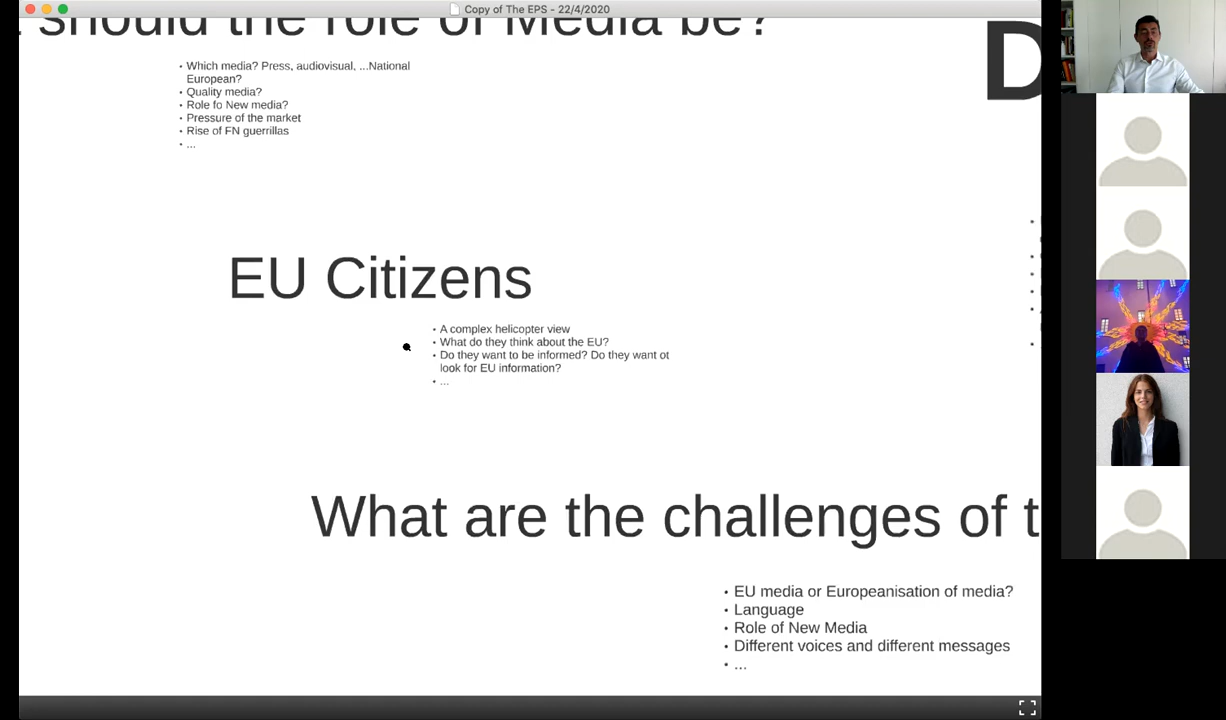 Copy of The EPS - 22/4/2020
should the role of Media be?
• Which media? Press, audiovisual, ...National
European?
• Quality media?
• Role fo New media?
• Pressure of the market
• Rise of FN guerrillas
• ...
D
EU Citizens
• A complex helicopter view
• What do they think about the EU?
• Do they want to be informed? Do they want ot
look for EU information?
• ...
What are the challenges of t
• EU media or Europeanisation of media?
• Language
• Role of New Media
• Different voices and different messages
• ...